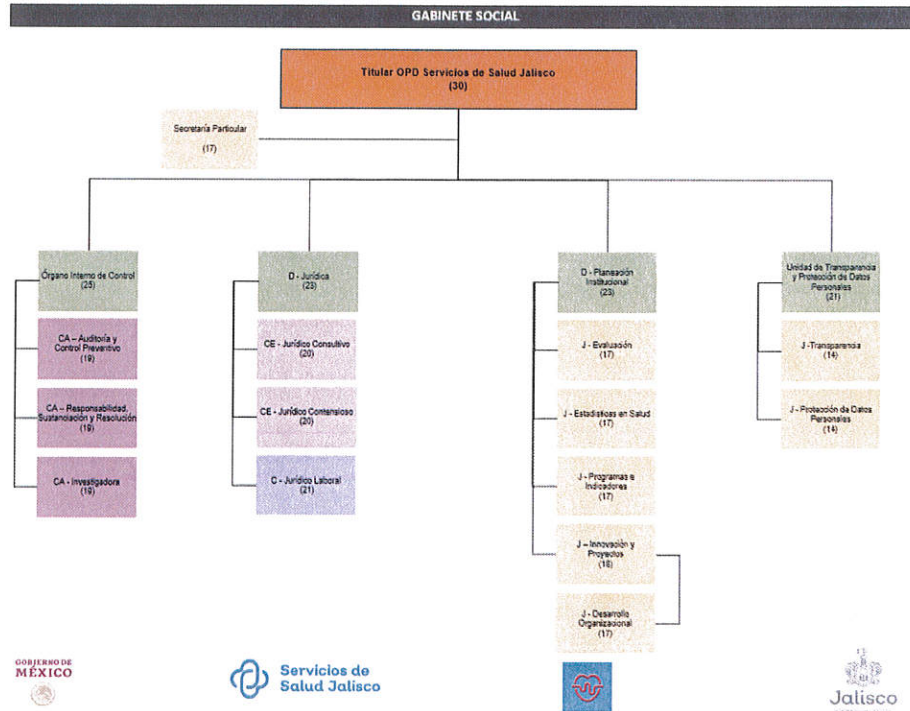 GABINETE SOCIAL
Titular OPD Servicios de Salud Jalisco
(30)
Secretaría Particular
(17)
Órgano Interno de Control
(25)
CA – Auditoría y
Control Preventivo
(19)
CA – Responsabilidad,
Sustanciación y Resolución
(19)
CA - Investigadora
(19)
D - Jurídica
(23)
CE - Jurídico Consultivo
(20)
CE - Jurídico Contensioso
(20)
C - Jurídico Laboral
(21)
D - Planeación
Institucional
(23)
J - Evaluación
(17)
J - Estadísticas en Salud
(17)
J - Programas e
Indicadores
(17)
J – Innovación y
Proyectos
(18)
J - Desarrollo
Organizacional
(17)
Unidad de Transparencia
y Protección de Datos
Personales
(21)
J -Transparencia
(14)
J - Protección de Datos
Personales
(14)
GOBIERNO DE
MÉXICO
Servicios de
Salud Jalisco
Jalisco